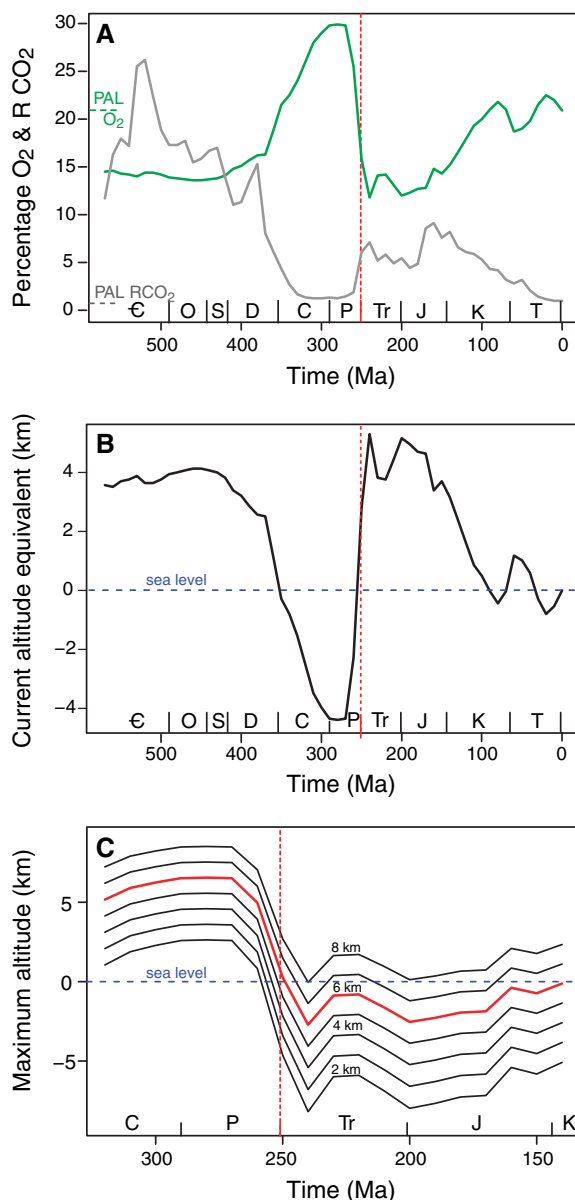 A
Percentage O2 & R CO2
30
25
20
15
10
5
0
PAL
O2
PAL RCO2
Є O S D C P Tr J K T
500 400 300 200 100 0
Time (Ma)
B
Current altitude equivalent (km)
4
2
0
−2
−4
sea level
Є O S D C P Tr J K T
500 400 300 200 100 0
Time (Ma)
C
Maximum altitude (km)
5
0
−5
sea level
8 km
6 km
4 km
2 km
C P Tr J K
300 250 200 150
Time (Ma)